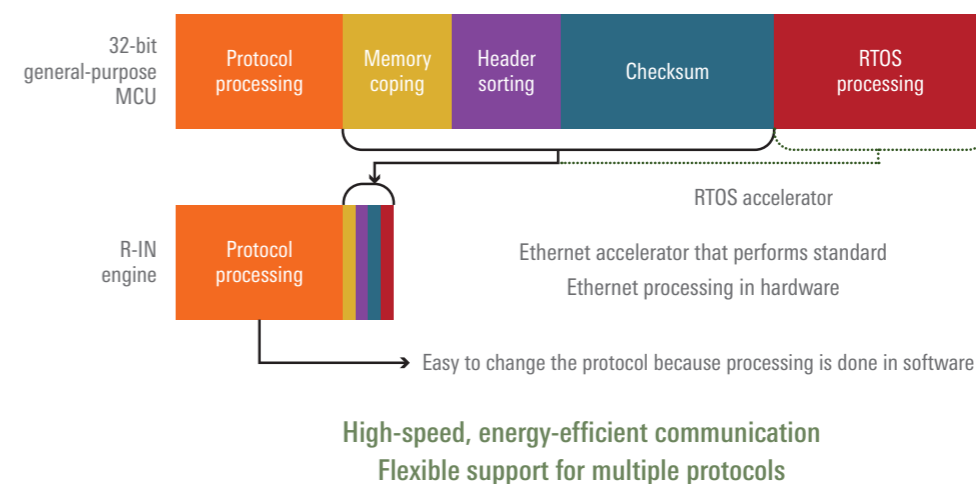 32-bit
general-purpose
MCU
Protocol
processing
Memory
coping
Header
sorting
Checksum
RTOS
processing
RTOS accelerator
R-IN
engine
Protocol
processing
Ethernet accelerator that performs standard
Ethernet processing in hardware
Easy to change the protocol because processing is done in software
High-speed, energy-efficient communication
Flexible support for multiple protocols